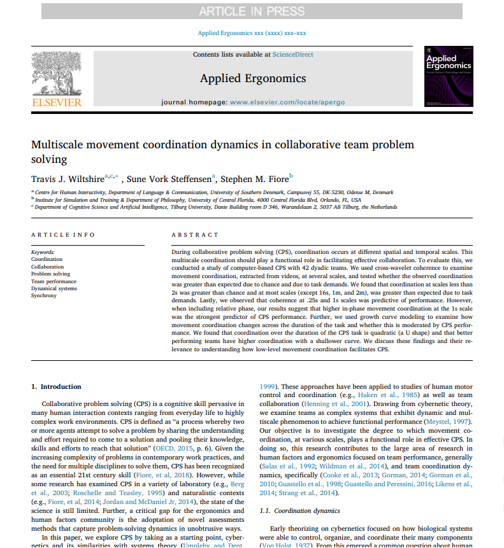 ARTICLE IN PRESS
Applied Ergonomics xxx (xxxx) xxx–xxx
Contents lists available at ScienceDirect
Applied Ergonomics
journal homepage: www.elsevier.com/locate/apergo
ELSEVIER
Applied
Ergonomics
Multiscale movement coordination dynamics in collaborative team problem
solving
Travis J. Wiltshire a,c,*, Sune Vork Steffensen a, Stephen M. Fiore b
a Centre for Human Interactivity, Department of Language & Communication, University of Southern Denmark, Campusvej 55, DK-5230, Odense M, Denmark
b Institute for Simulation and Training & Department of Philosophy, University of Central Florida, 4000 Central Florida Blvd, Orlando, FL, USA
c Department of Cognitive Science and Artificial Intelligence, Tilburg University, Dante Building room D 346, Warandelaan 2, 5037 AB Tilburg, the Netherlands
ARTICLE INFO
Keywords:
Coordination
Collaboration
Problem solving
Team performance
Dynamical systems
Synchrony
ABSTRACT
During collaborative problem solving (CPS), coordination occurs at different spatial and temporal scales. This
multiscale coordination should play a functional role in facilitating effective collaboration. To evaluate this, we
conducted a study of computer-based CPS with 42 dyadic teams. We used cross-wavelet coherence to examine
movement coordination, extracted from videos, at several scales, and tested whether the observed coordination
was greater than expected due to chance and due to task demands. We found that coordination at scales less than
2s was greater than chance and at most scales (except 16s, 1m, and 2m), was greater than expected due to task
demands. Lastly, we observed that coherence at .25s and 1s scales was predictive of performance. However,
when including relative phase, our results suggest that higher in-phase movement coordination at the 1s scale
was the strongest predictor of CPS performance. Further, we used growth curve modeling to examine how
movement coordination changes across the duration of the task and whether this is moderated by CPS perfor-
mance. We found that coordination over the duration of the CPS task is quadratic (a U shape) and that better
performing teams have higher coordination with a shallower curve. We discuss these findings and their re-
levance to understanding how low-level movement coordination facilitates CPS.
1. Introduction
Collaborative problem solving (CPS) is a cognitive skill pervasive in
many human interaction contexts ranging from everyday life to highly
complex work environments. CPS is defined as “a process whereby two
or more agents attempt to solve a problem by sharing the understanding
and effort required to come to a solution and pooling their knowledge,
skills and efforts to reach that solution” (OECD, 2015, p. 6). Given the
increasing complexity of problems in contemporary work practices, and
the need for multiple disciplines to solve them, CPS has been recognized
as an essential 21st century skill (Fiore, et al, 2018). However, while
some research has examined CPS in a variety of laboratory (e.g., Berg
et al., 2003; Roschelle and Teasley, 1995) and naturalistic contexts
(e.g., Fiore, et al, 2014; Jordan and McDaniel Jr, 2014), the state of the
science is still limited. Further, a critical gap for the ergonomics and
human factors community is the adoption of novel assessments
methods that capture problem-solving dynamics in unobtrusive ways.
In this paper, we explore CPS by taking as a starting point, cyber-
netics and its similarities with systems theory (Umpleby and Dent,
1999). These approaches have been applied to studies of human motor
control and coordination (e.g., Haken et al., 1985) as well as team
collaboration (Henning et al., 2001). Drawing from cybernetic theory,
we examine teams as complex systems that exhibit dynamic and mul-
tiscale phenomenon to achieve functional performance (Meystel, 1997).
Our objective is to investigate the degree to which movement co-
ordination, at various scales, plays a functional role in effective CPS. In
doing so, this research contributes to the large area of research in
human factors and ergonomics focused on team performance, generally
(Salas et al., 1992; Wildman et al., 2014), and team coordination dy-
namics, specifically (Cooke et al., 2013; Gorman, 2014; Gorman et al.,
2010; Guastello et al., 1998; Guastello and Peressini, 2016; Likens et al.,
2014; Strang et al., 2014).
1.1. Coordination dynamics
Early theorizing on cybernetics focused on how biological systems
were able to control, organize, and coordinate their many components
(Von Holst, 1937). From this emerged a common question about human